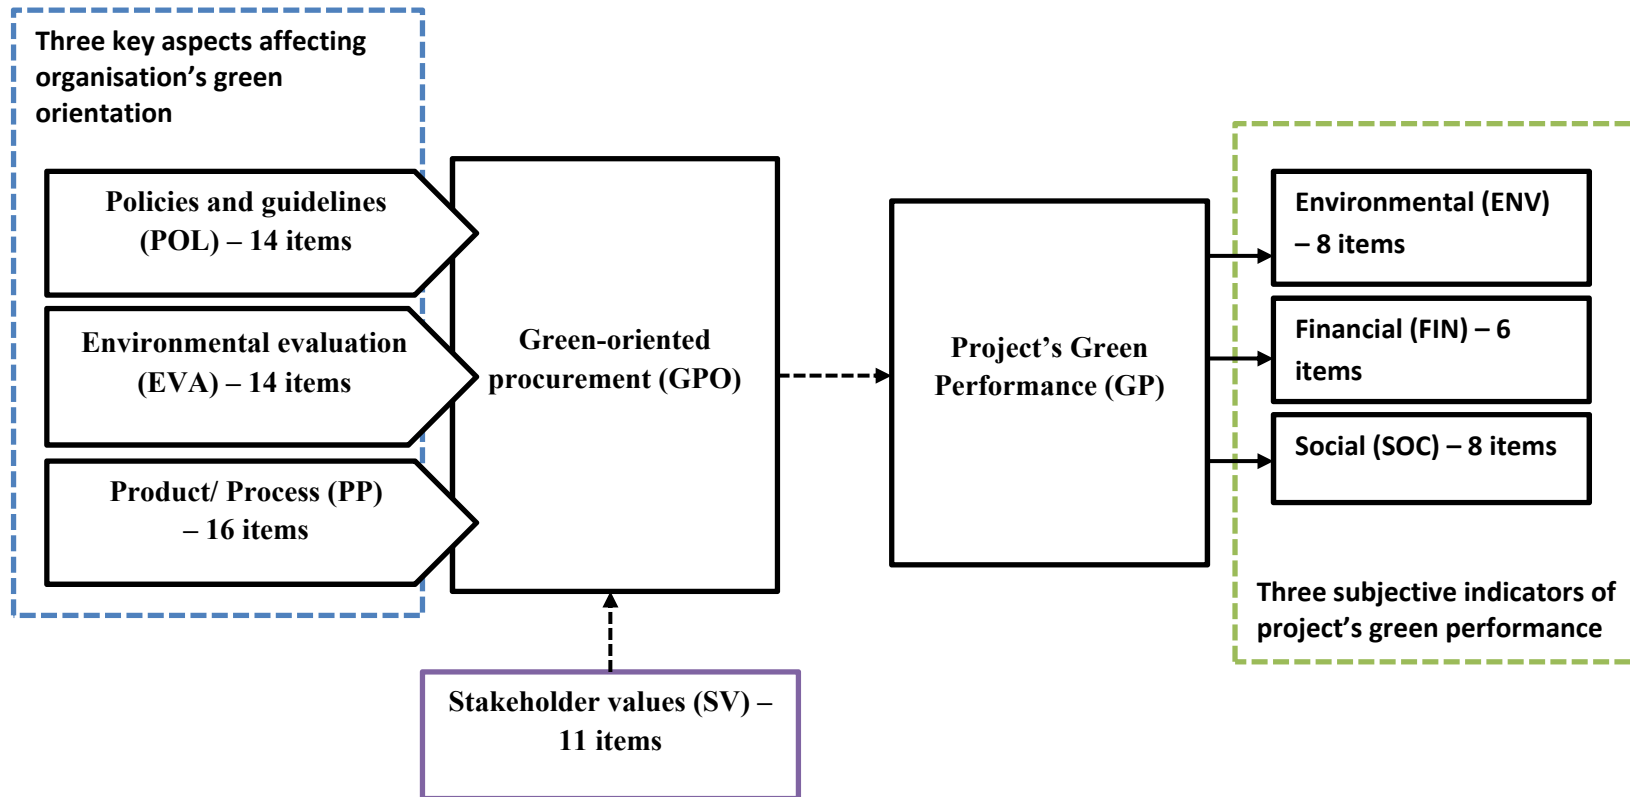 Three key aspects affecting
organisation’s green
orientation
Policies and guidelines
(POL) – 14 items
Environmental evaluation
(EVA) – 14 items
Product/ Process (PP)
– 16 items
Green-oriented
procurement (GPO)
Stakeholder values (SV) –
11 items
Project’s Green
Performance (GP)
Environmental (ENV)
– 8 items
Financial (FIN) – 6
items
Social (SOC) – 8 items
Three subjective indicators of
project’s green performance